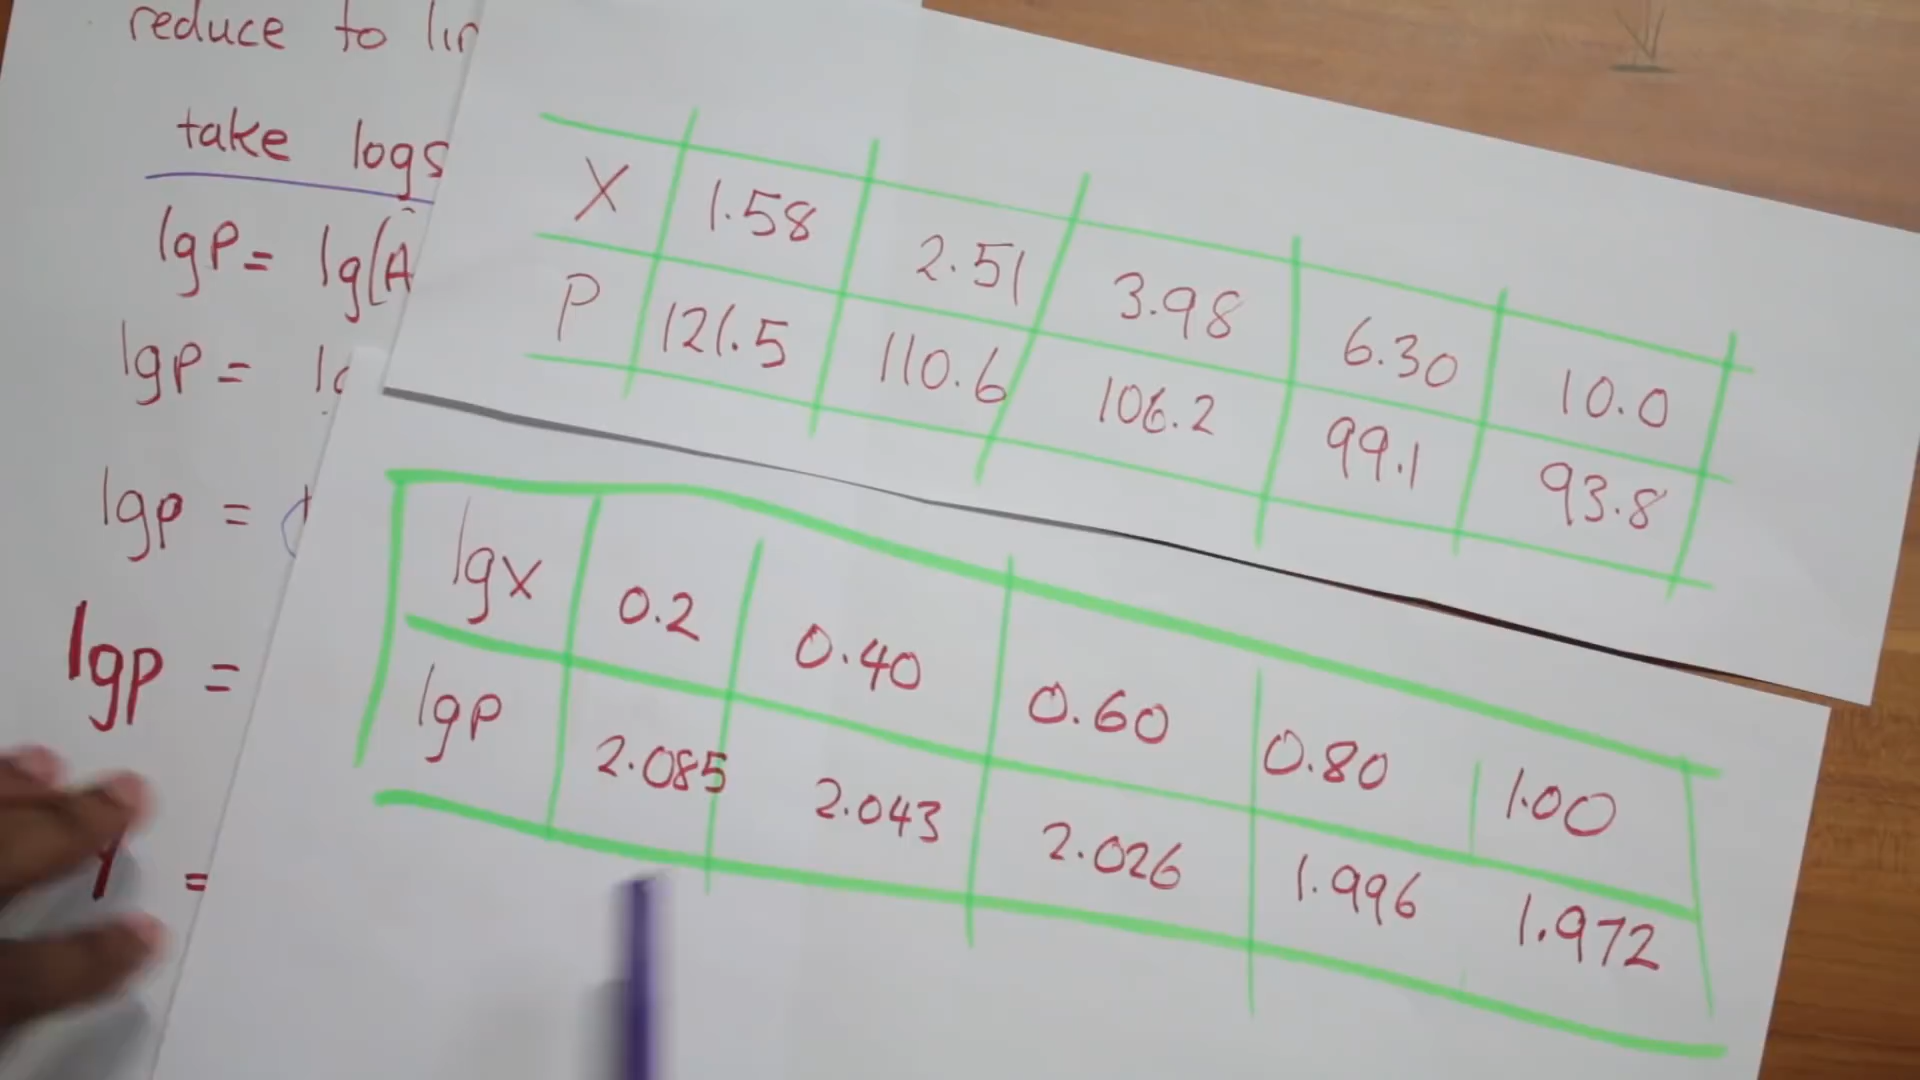 reduce to lin
take logs
lgP = lg(A
lgP = lg
lgp =
lgp =
Y =
X 1.58 2.51 3.98 6.30 10.0
P 121.5 110.6 106.2 99.1 93.8
lgx 0.2 0.40 0.60 0.80 1.00
lgp 2.085 2.043 2.026 1.996 1.972